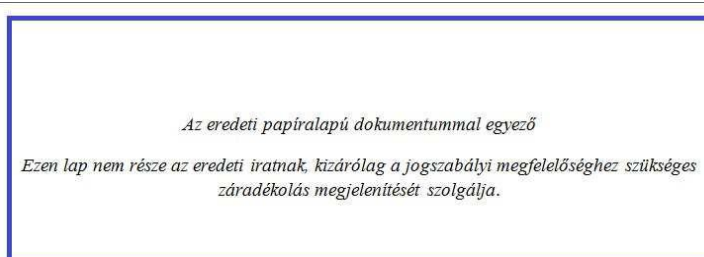 Az eredeti papíralapú dokumentummal egyező
Ezen lap nem része az eredeti iratnak, kizárólag a jogszabályi megfelelőséghez szükséges
záradékolás megjelenítését szolgálja.